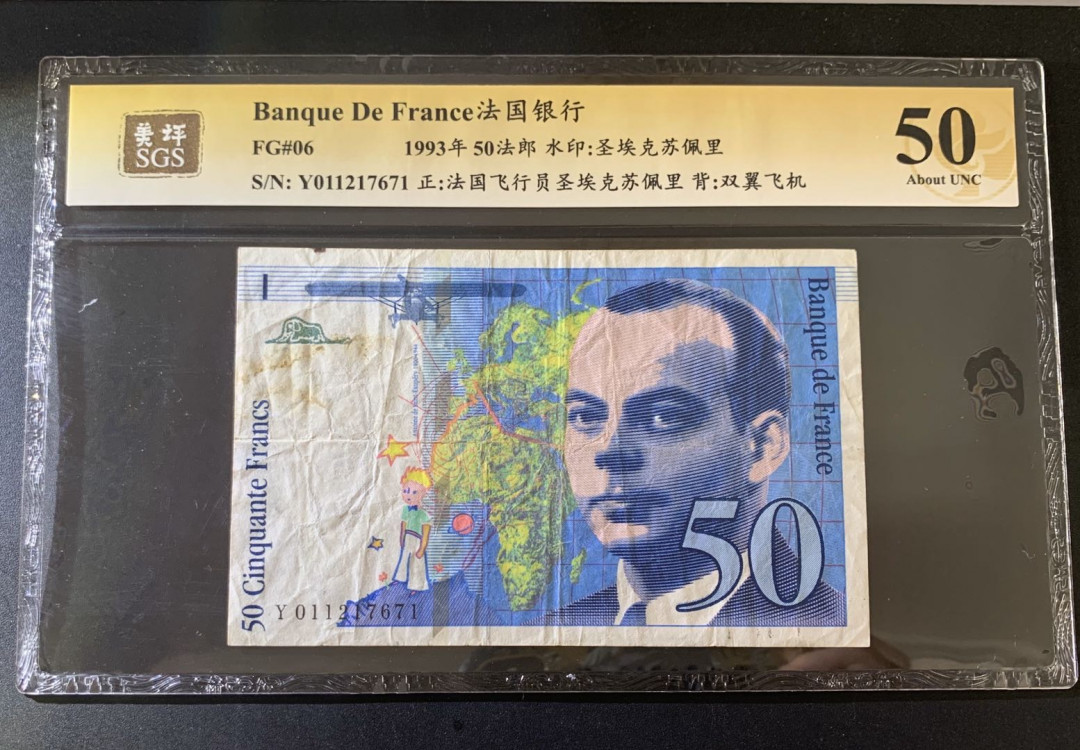 美评
SGS
Banque De France法国银行
FG#06 1993年 50法郎 水印:圣埃克苏佩里
S/N: Y011217671 正:法国飞行员圣埃克苏佩里 背:双翼飞机
50
About UNC
Banque de France
50 Cinquante Francs
Y 011217671
50